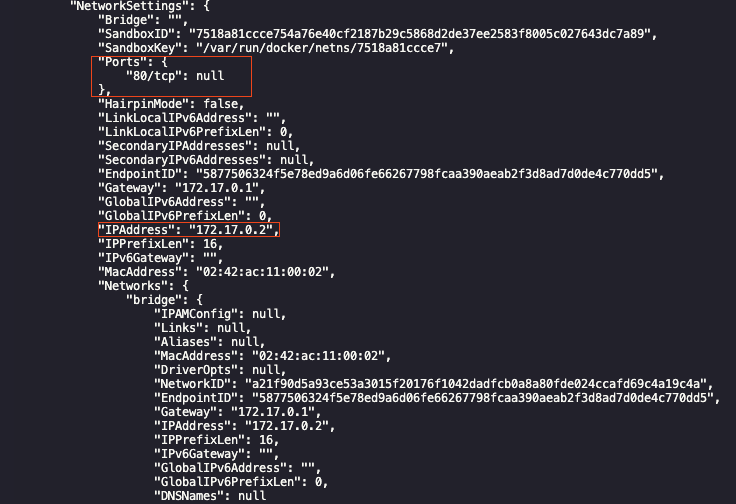 "NetworkSettings": {
"Bridge": "",
"SandboxID": "7518a81ccce754a76e40cf2187b29c5868d2de37ee2583f8005c027643dc7a89",
"SandboxKey": "/var/run/docker/netns/7518a81ccce7",
"Ports": {
"80/tcp": null
},
"HairpinMode": false,
"LinkLocalIPv6Address": "",
"LinkLocalIPv6PrefixLen": 0,
"SecondaryIPAddresses": null,
"SecondaryIPv6Addresses": null,
"EndpointID": "5877506324f5e78ed9a6d06fe66267798fcaa390aeab2f3d8ad7d0de4c770dd5",
"Gateway": "172.17.0.1",
"GlobalIPv6Address": "",
"GlobalIPv6PrefixLen": 0,
"IPAddress": "172.17.0.2",
"IPPrefixLen": 16,
"IPv6Gateway": "",
"MacAddress": "02:42:ac:11:00:02",
"Networks": {
"bridge": {
"IPAMConfig": null,
"Links": null,
"Aliases": null,
"MacAddress": "02:42:ac:11:00:02",
"DriverOpts": null,
"NetworkID": "a21f90d5a93ce53a3015f20176f1042dadfcb0a8a80fde024ccafd69c4a19c4a",
"EndpointID": "5877506324f5e78ed9a6d06fe66267798fcaa390aeab2f3d8ad7d0de4c770dd5",
"Gateway": "172.17.0.1",
"IPAddress": "172.17.0.2",
"IPPrefixLen": 16,
"IPv6Gateway": "",
"GlobalIPv6Address": "",
"GlobalIPv6PrefixLen": 0,
"DNSNames": null